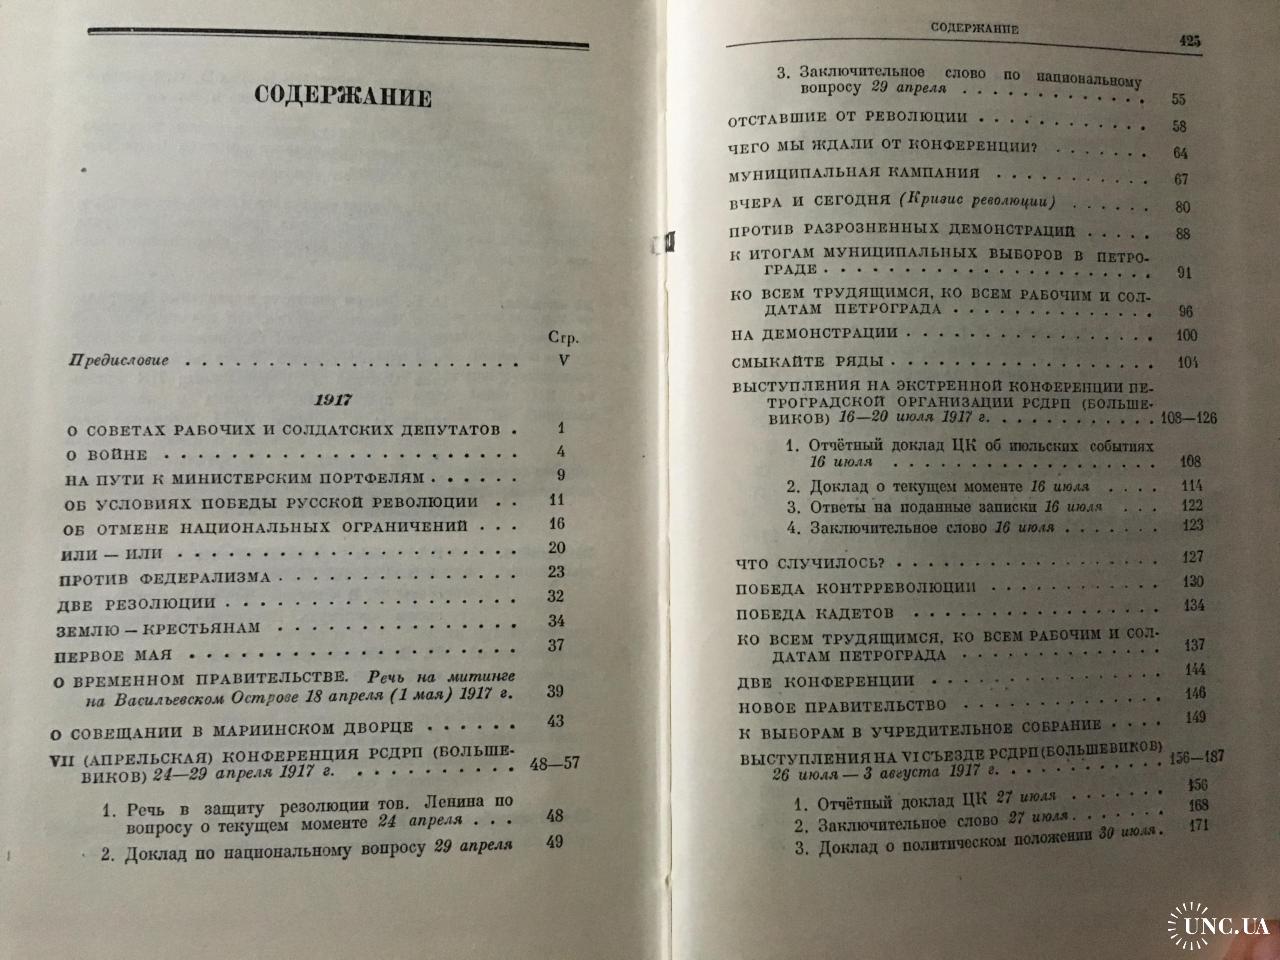 СОДЕРЖАНИЕ
Стр.
Предисловие . . . . . . . . . . . . . . . . . . . . . V
1917
О СОВЕТАХ РАБОЧИХ И СОЛДАТСКИХ ДЕПУТАТОВ . 1
О ВОЙНЕ . . . . . . . . . . . . . . . . . . . . . . 4
НА ПУТИ К МИНИСТЕРСКИМ ПОРТФЕЛЯМ . . . . . . 9
ОБ УСЛОВИЯХ ПОБЕДЫ РУССКОЙ РЕВОЛЮЦИИ . . 11
ОБ ОТМЕНЕ НАЦИОНАЛЬНЫХ ОГРАНИЧЕНИЙ . . . 16
ИЛИ — ИЛИ . . . . . . . . . . . . . . . . . . . . . 20
ПРОТИВ ФЕДЕРАЛИЗМА . . . . . . . . . . . . . . . 23
ДВЕ РЕЗОЛЮЦИИ . . . . . . . . . . . . . . . . . . 32
ЗЕМЛЮ — КРЕСТЬЯНАМ . . . . . . . . . . . . . . . 34
ПЕРВОЕ МАЯ . . . . . . . . . . . . . . . . . . . . 37
О ВРЕМЕННОМ ПРАВИТЕЛЬСТВЕ. Речь на митинге
на Васильевском Острове 18 апреля (1 мая) 1917 г. 39
О СОВЕЩАНИИ В МАРИИНСКОМ ДВОРЦЕ . . . . . . 43
VII (АПРЕЛЬСКАЯ) КОНФЕРЕНЦИЯ РСДРП (БОЛЬШЕ-
ВИКОВ) 24—29 апреля 1917 г. . . . . . . . . . . 48—57
1. Речь в защиту резолюции тов. Ленина по
вопросу о текущем моменте 24 апреля . . . 48
2. Доклад по национальному вопросу 29 апреля 49
СОДЕРЖАНИЕ 425
3. Заключительное слово по национальному
вопросу 29 апреля . . . . . . . . . . . . 55
ОТСТАВШИЕ ОТ РЕВОЛЮЦИИ . . . . . . . . . . . 58
ЧЕГО МЫ ЖДАЛИ ОТ КОНФЕРЕНЦИИ? . . . . . . . 64
МУНИЦИПАЛЬНАЯ КАМПАНИЯ . . . . . . . . . . 67
ВЧЕРА И СЕГОДНЯ (Кризис революции) . . . . . . 80
ПРОТИВ РАЗРОЗНЕННЫХ ДЕМОНСТРАЦИЙ . . . . . 88
К ИТОГАМ МУНИЦИПАЛЬНЫХ ВЫБОРОВ В ПЕТРО-
ГРАДЕ . . . . . . . . . . . . . . . . . . . . 91
КО ВСЕМ ТРУДЯЩИМСЯ, КО ВСЕМ РАБОЧИМ И СОЛ-
ДАТАМ ПЕТРОГРАДА . . . . . . . . . . . . . 96
НА ДЕМОНСТРАЦИИ . . . . . . . . . . . . . . . 100
СМЫКАЙТЕ РЯДЫ . . . . . . . . . . . . . . . . 104
ВЫСТУПЛЕНИЯ НА ЭКСТРЕННОЙ КОНФЕРЕНЦИИ ПЕ-
ТРОГРАДСКОЙ ОРГАНИЗАЦИИ РСДРП (БОЛЬШЕ-
ВИКОВ) 16—20 июля 1917 г. . . . . . . . . . . 108—126
1. Отчётный доклад ЦК об июльских событиях
16 июля . . . . . . . . . . . . . . . . . 108
2. Доклад о текущем моменте 16 июля . . . . 114
3. Ответы на поданные записки 16 июля . . . 122
4. Заключительное слово 16 июля . . . . . . . 123
ЧТО СЛУЧИЛОСЬ? . . . . . . . . . . . . . . . . 127
ПОБЕДА КОНТРРЕВОЛЮЦИИ . . . . . . . . . . . 130
ПОБЕДА КАДЕТОВ . . . . . . . . . . . . . . . 134
КО ВСЕМ ТРУДЯЩИМСЯ, КО ВСЕМ РАБОЧИМ И СОЛ-
ДАТАМ ПЕТРОГРАДА . . . . . . . . . . . . . 137
ДВЕ КОНФЕРЕНЦИИ . . . . . . . . . . . . . . 144
НОВОЕ ПРАВИТЕЛЬСТВО . . . . . . . . . . . . . 146
К ВЫБОРАМ В УЧРЕДИТЕЛЬНОЕ СОБРАНИЕ . . . . 149
ВЫСТУПЛЕНИЯ НА VI СЪЕЗДЕ РСДРП (БОЛЬШЕВИКОВ)
26 июля — 3 августа 1917 г. . . . . . . . . . . 156—187
1. Отчётный доклад ЦК 27 июля . . . . . . . 156
2. Заключительное слово 27 июля . . . . . . . 168
3. Доклад о политическом положении 30 июля . 171
UNC.UA